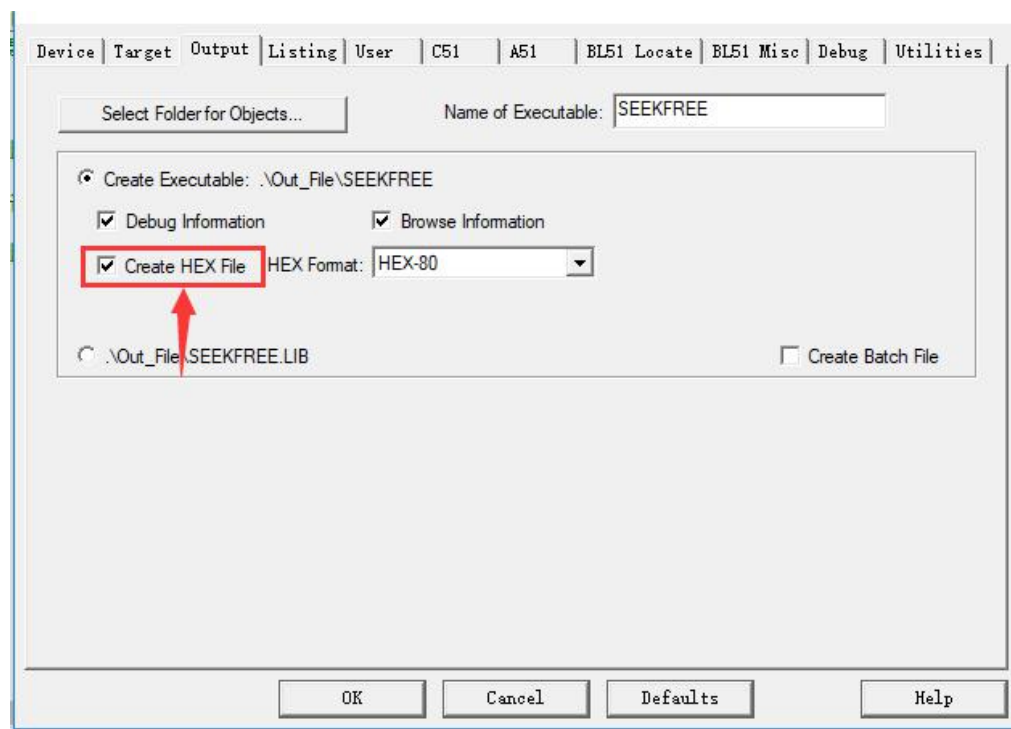 Device Target Output Listing User C51 A51 BL51 Locate BL51 Misc Debug Utilities
Select Folder for Objects... Name of Executable: SEEKFREE
Create Executable: .\Out_File\SEEKFREE
Debug Information Browse Information
Create HEX File HEX Format: HEX-80
.\Out_File\SEEKFREE.LIB Create Batch File
OK Cancel Defaults Help